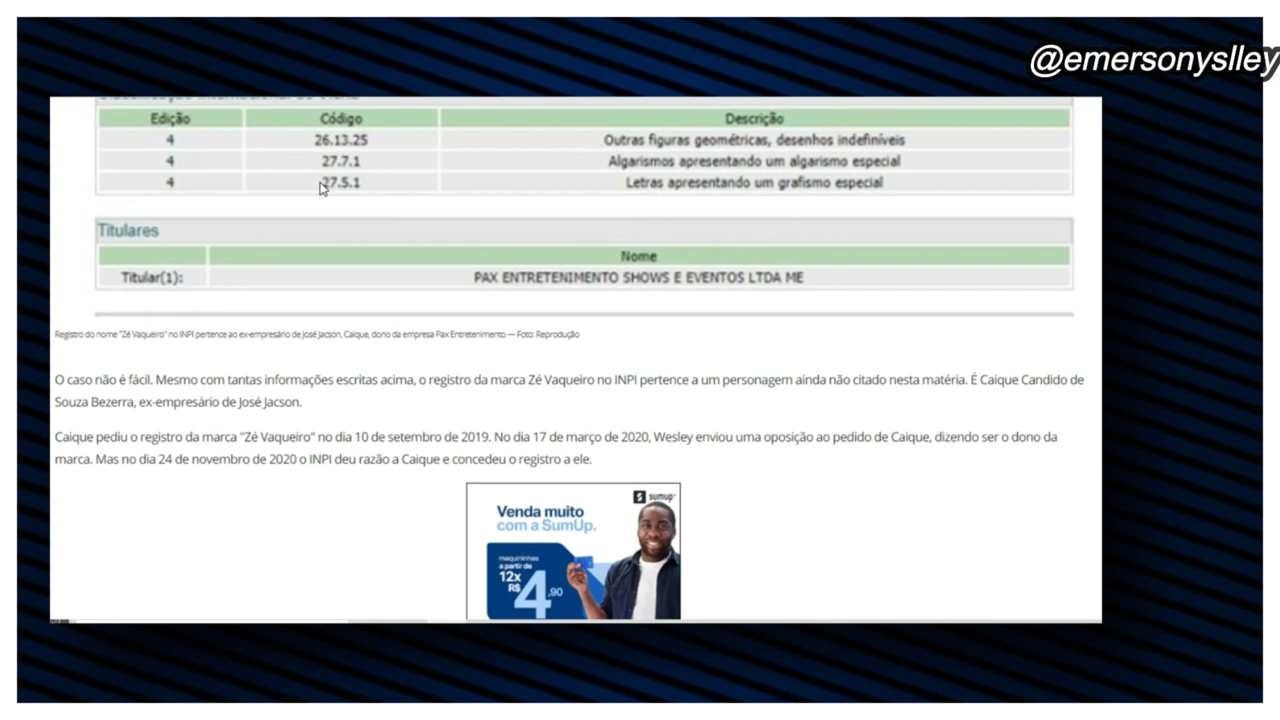 @emersonyslley
Edição Código Descrição
4 26.13.25 Outras figuras geométricas, desenhos indefiníveis
4 27.7.1 Algarismos apresentando um algarismo especial
4 27.5.1 Letras apresentando um grafismo especial
Titulares
Nome
Titular(1): PAX ENTRETENIMENTO SHOWS E EVENTOS LTDA ME
Registro do nome "Zé Vaqueiro" no INPI pertence ao ex-empresário de José Jacson, Caique, dono da empresa Pax Entretenimento — Foto: Reprodução
O caso não é fácil. Mesmo com tantas informações escritas acima, o registro da marca Zé Vaqueiro no INPI pertence a um personagem ainda não citado nesta matéria. É Caique Candido de
Souza Bezerra, ex-empresário de José Jacson.
Caique pediu o registro da marca "Zé Vaqueiro" no dia 10 de setembro de 2019. No dia 17 de março de 2020, Wesley enviou uma oposição ao pedido de Caique, dizendo ser o dono da
marca. Mas no dia 24 de novembro de 2020 o INPI deu razão a Caique e concedeu o registro a ele.
sumup
Venda muito
com a SumUp.
maquininhas
a partir de
12x
R$ 4,90